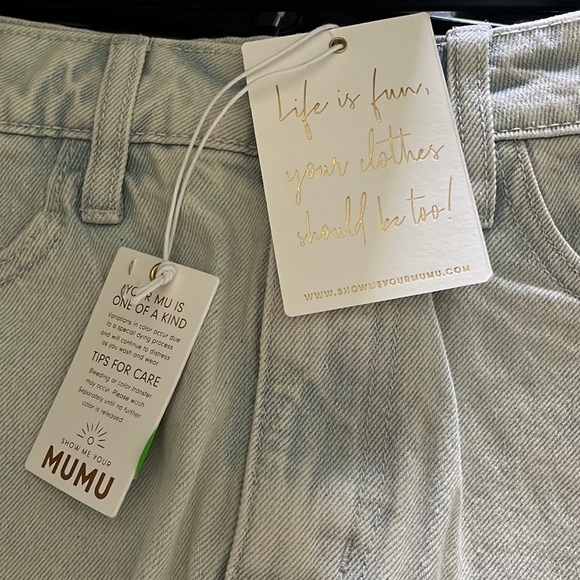 Life is fun,
your clothes
should be too!
WWW.SHOWMEYOURMUMU.COM
YOUR MU IS
ONE OF A KIND
Variations in color occur due
to a special dying process
and will continue to distress
as you wash and wear
TIPS FOR CARE
Bleeding or color transfer
may occur. Please wash
Separately until no further
color is released
SHOW ME YOUR
MUMU